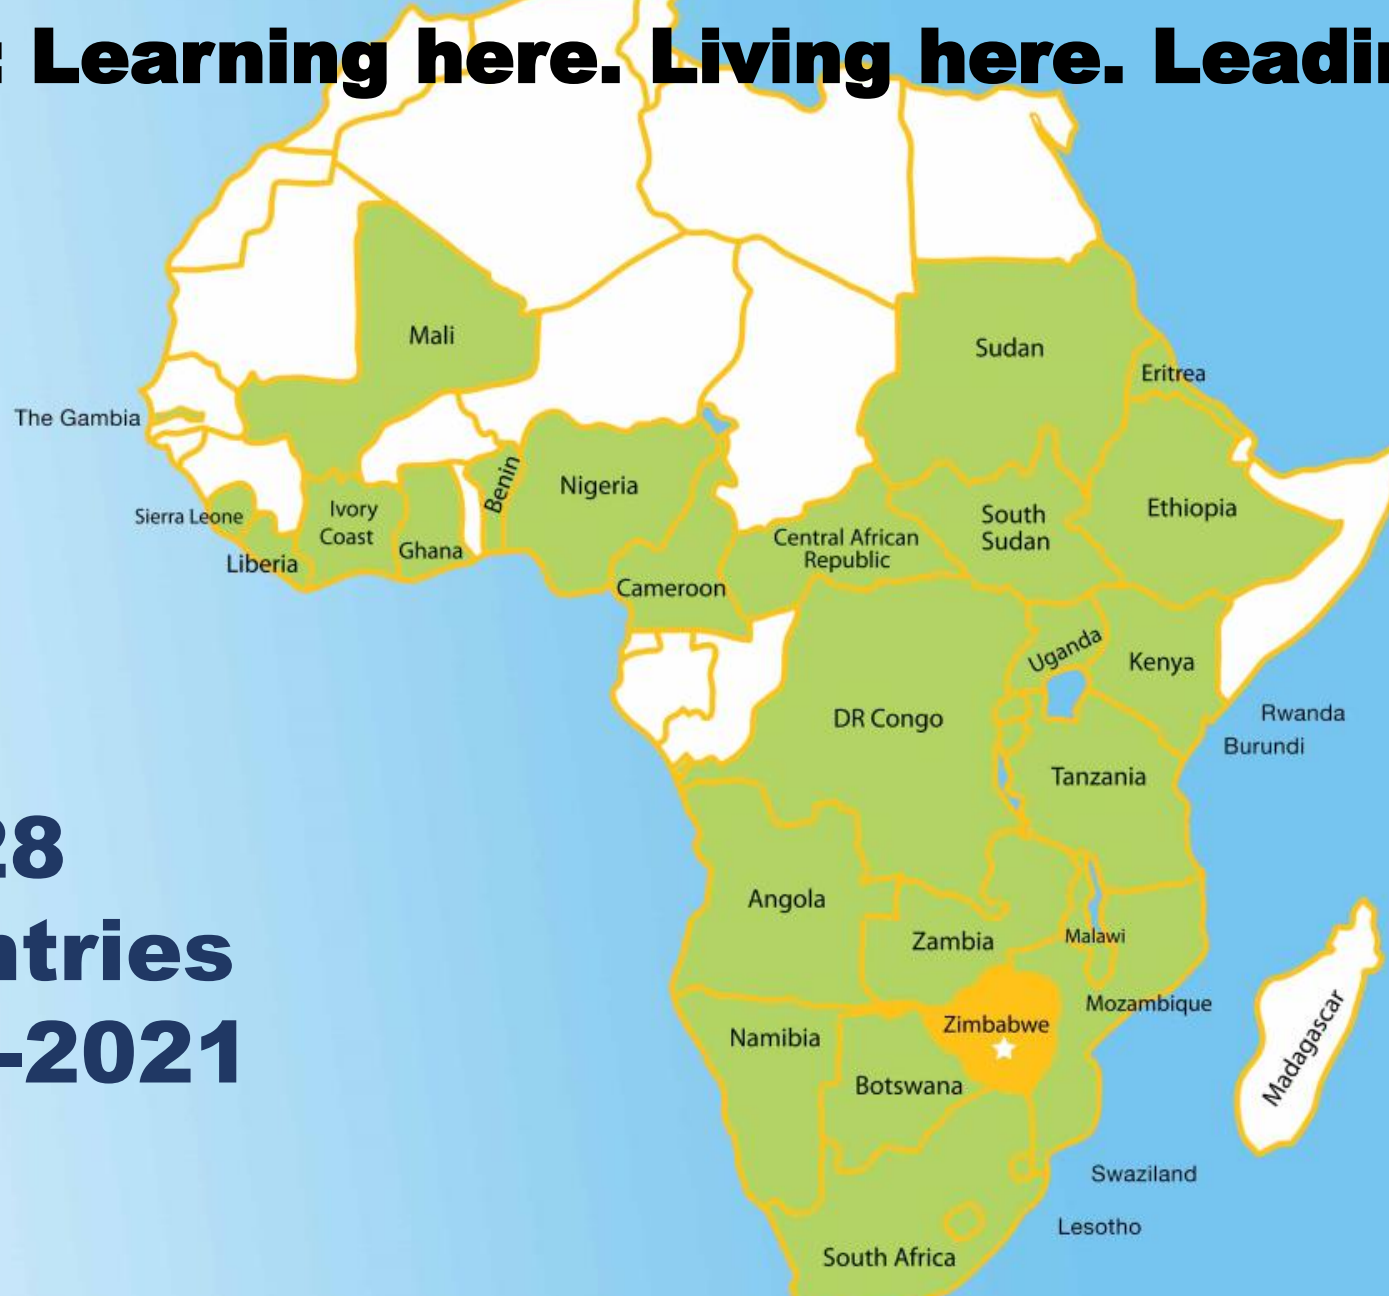 : Learning here. Living here. Leadin
Mali
Sudan
Eritrea
The Gambia
Benin
Nigeria
Ethiopia
Sierra Leone
Ivory
Coast
South
Sudan
Ghana
Central African
Republic
Liberia
Cameroon
Uganda
Kenya
DR Congo
Rwanda
Burundi
Tanzania
28
ntries
-2021
Angola
Zambia
Malawi
Mozambique
Zimbabwe
Namibia
Botswana
Madagascar
Swaziland
Lesotho
South Africa